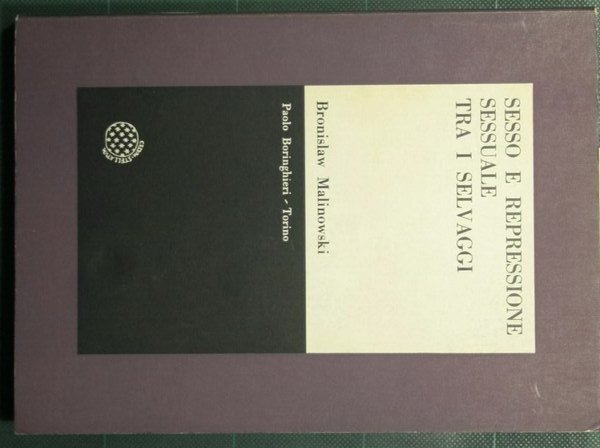 SESSO E REPRESSIONE
SESSUALE
TRA I SELVAGGI
Bronislaw Malinowski
Paolo Boringhieri - Torino